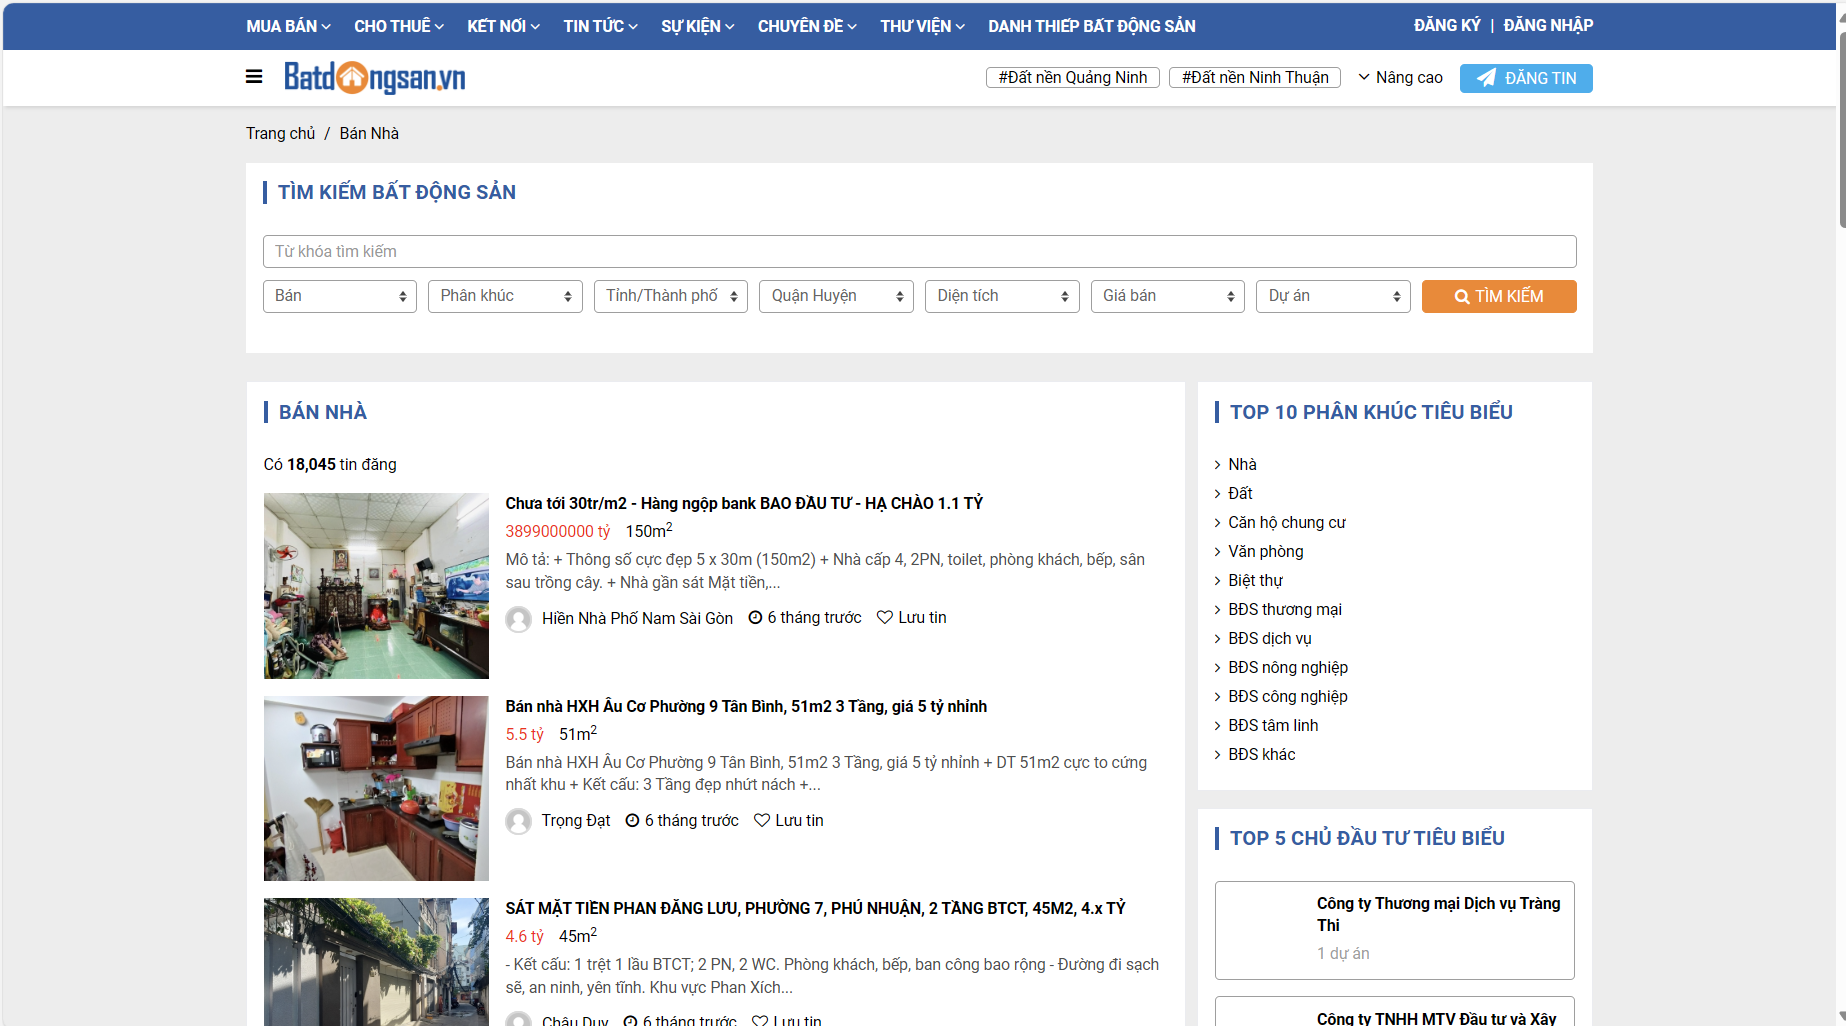 MUA BÁN CHO THUÊ KẾT NỐI TIN TỨC SỰ KIỆN CHUYÊN ĐỀ THƯ VIỆN DANH THIẾP BẤT ĐỘNG SẢN ĐĂNG KÝ | ĐĂNG NHẬP
Batdongsan.vn #Đất nền Quảng Ninh #Đất nền Ninh Thuận Nâng cao ĐĂNG TIN
Trang chủ / Bán Nhà
TÌM KIẾM BẤT ĐỘNG SẢN
Từ khóa tìm kiếm
Bán Phân khúc Tỉnh/Thành phố Quận Huyện Diện tích Giá bán Dự án TÌM KIẾM
BÁN NHÀ
Có 18,045 tin đăng
Chưa tới 30tr/m2 - Hàng ngộp bank BAO ĐẦU TƯ - HẠ CHÀO 1.1 TỶ
3899000000 tỷ 150m2
Mô tả: + Thông số cực đẹp 5 x 30m (150m2) + Nhà cấp 4, 2PN, toilet, phòng khách, bếp, sân
sau trồng cây. + Nhà gần sát Mặt tiền,...
Hiền Nhà Phố Nam Sài Gòn 6 tháng trước Lưu tin
Bán nhà HXH Âu Cơ Phường 9 Tân Bình, 51m2 3 Tầng, giá 5 tỷ nhỉnh
5.5 tỷ 51m2
Bán nhà HXH Âu Cơ Phường 9 Tân Bình, 51m2 3 Tầng, giá 5 tỷ nhỉnh + DT 51m2 cực to cứng
nhất khu + Kết cấu: 3 Tầng đẹp nhứt nách +...
Trọng Đạt 6 tháng trước Lưu tin
SÁT MẶT TIỀN PHAN ĐĂNG LƯU, PHƯỜNG 7, PHÚ NHUẬN, 2 TẦNG BTCT, 45M2, 4.x TỶ
4.6 tỷ 45m2
- Kết cấu: 1 trệt 1 lầu BTCT; 2 PN, 2 WC. Phòng khách, bếp, ban công bao rộng - Đường đi sạch
sẽ, an ninh, yên tĩnh. Khu vực Phan Xích...
Châu Duy 6 tháng trước Lưu tin
TOP 10 PHÂN KHÚC TIÊU BIỂU
Nhà
Đất
Căn hộ chung cư
Văn phòng
Biệt thự
BĐS thương mại
BĐS dịch vụ
BĐS nông nghiệp
BĐS công nghiệp
BĐS tâm linh
BĐS khác
TOP 5 CHỦ ĐẦU TƯ TIÊU BIỂU
Công ty Thương mại Dịch vụ Tràng
Thi
1 dự án
Công ty TNHH MTV Đầu tư và Xây